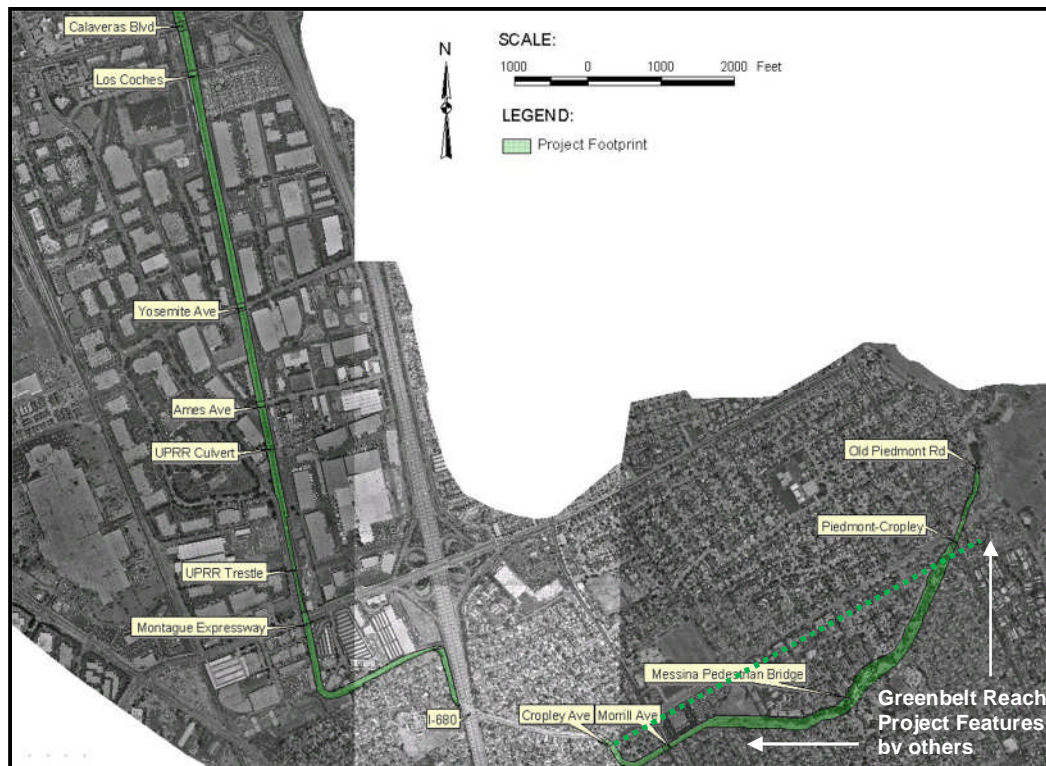 Calaveras Blvd
Los Coches
N
SCALE:
1000 0 1000 2000 Feet
LEGEND:
Project Footprint
Yosemite Ave
Ames Ave
UPRR Culvert
UPRR Trestle
Montague Expressway
I-680
Cropley Ave
Morrill Ave
Messina Pedestrian Bridge
Old Piedmont Rd
Piedmont-Cropley
Greenbelt Reach
Project Features
by others